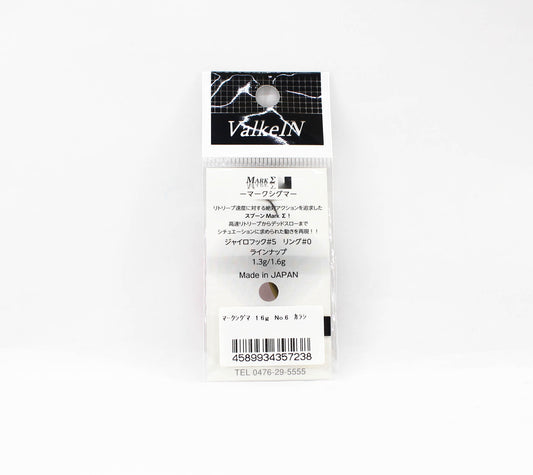 ValkeIN
MARK Σ
ーマークシグマー
リトリーブ速度に対する絶対アクションを追求した
スプーンMark Σ！
高速リトリーブからデッドスローまで
シチュエーションに求められた動きを再現！！
ジャイロフック#5 リング#0
ラインナップ
1.3g/1.6g
Made in JAPAN
マークシグマ 1.6g No.6 カラシ
4589934357238
TEL 0476-29-5555